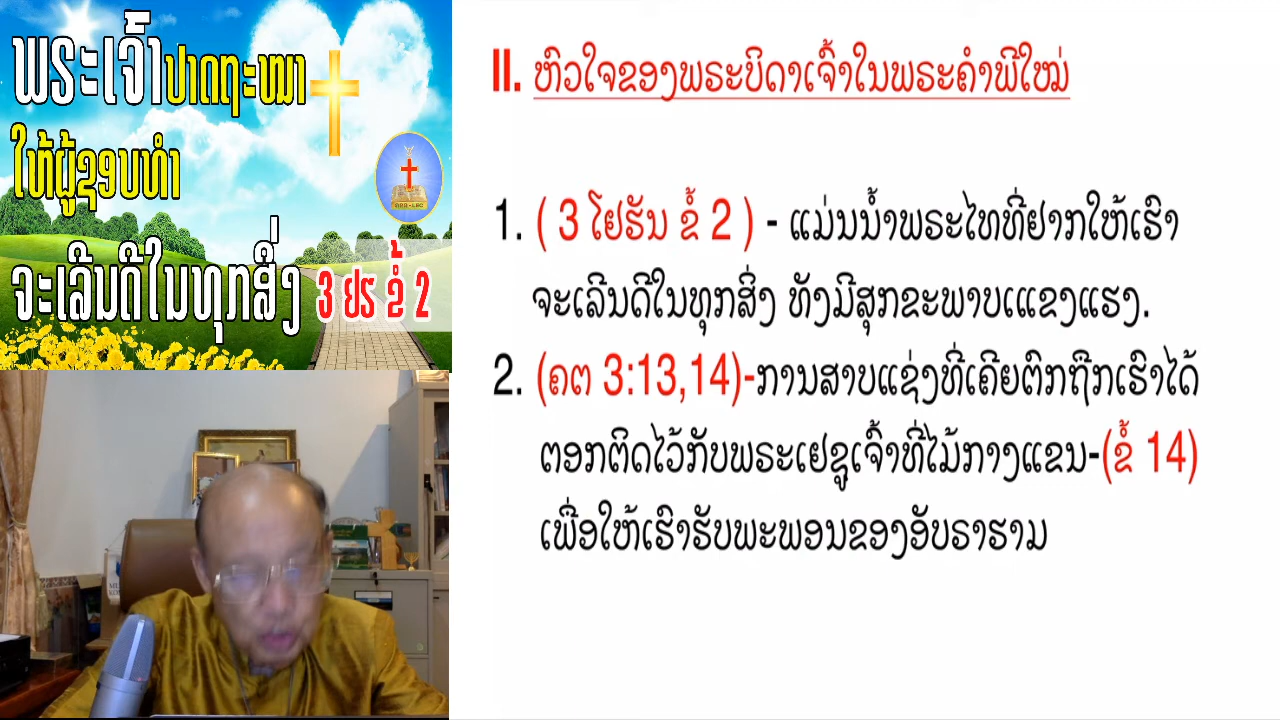 ພຣະເຈົ້າປາດຖະໜາ
ໃຫ້ຜູ້ຊອບທຳ
ຈະເລີນດີໃນທຸກສິ່ງ 3 ຢຮ ຂໍ້ 2
II. ຫົວໃຈຂອງພຣະບິດາເຈົ້າໃນພຣະຄຳພີໃໝ່
1. ( 3 ໂຢຮັນ ຂໍ້ 2 ) - ແມ່ນນ້ຳພຣະໄທທີ່ຢາກໃຫ້ເຮົາ
ຈະເລີນດີໃນທຸກສິ່ງ ທັງມີສຸກຂະພາບແຂງແຮງ.
2. (ຄຕ 3:13,14)-ການສາບແຊ່ງທີ່ເຄີຍຕົກຖືກເຮົາໄດ້
ຕອກຕິດໄວ້ກັບພຣະເຢຊູເຈົ້າທີ່ໄມ້ກາງແຂນ-(ຂໍ້ 14)
ເພື່ອໃຫ້ເຮົາຮັບພະພອນຂອງອັບຣາຮາມ